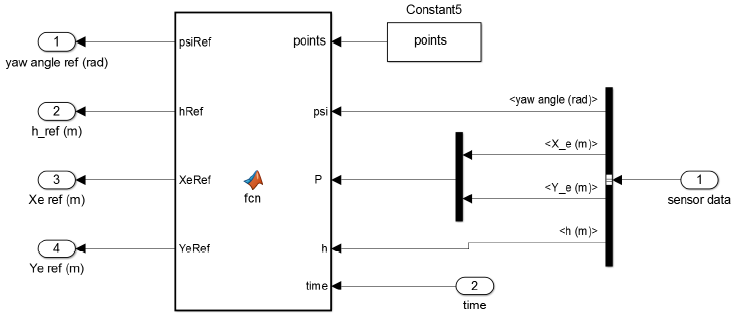 Constant5
1
psiRef
points
points
yaw angle ref (rad)
<yaw angle (rad)>
2
hRef
psi
h_ref (m)
<X_e (m)>
3
XeRef
P
1
fcn
<Y_e (m)>
Xe ref (m)
sensor data
<h (m)>
4
YeRef
h
Ye ref (m)
time
2
time